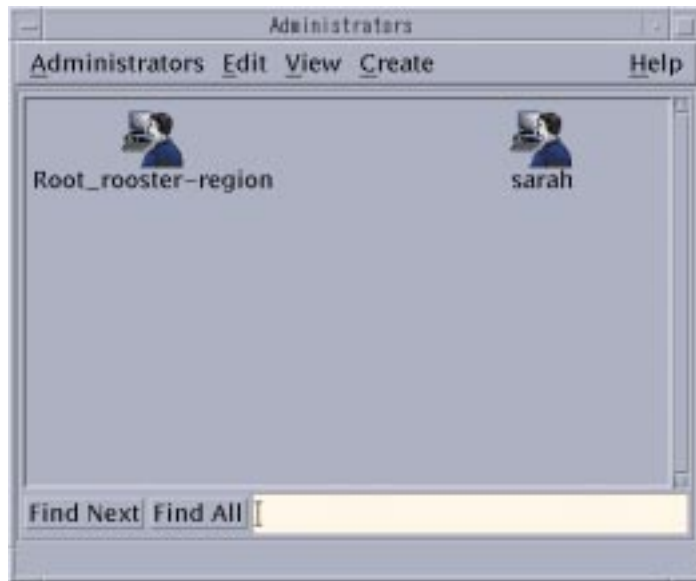 Administrators
Administrators Edit View Create Help
Root_rooster-region sarah
Find Next Find All